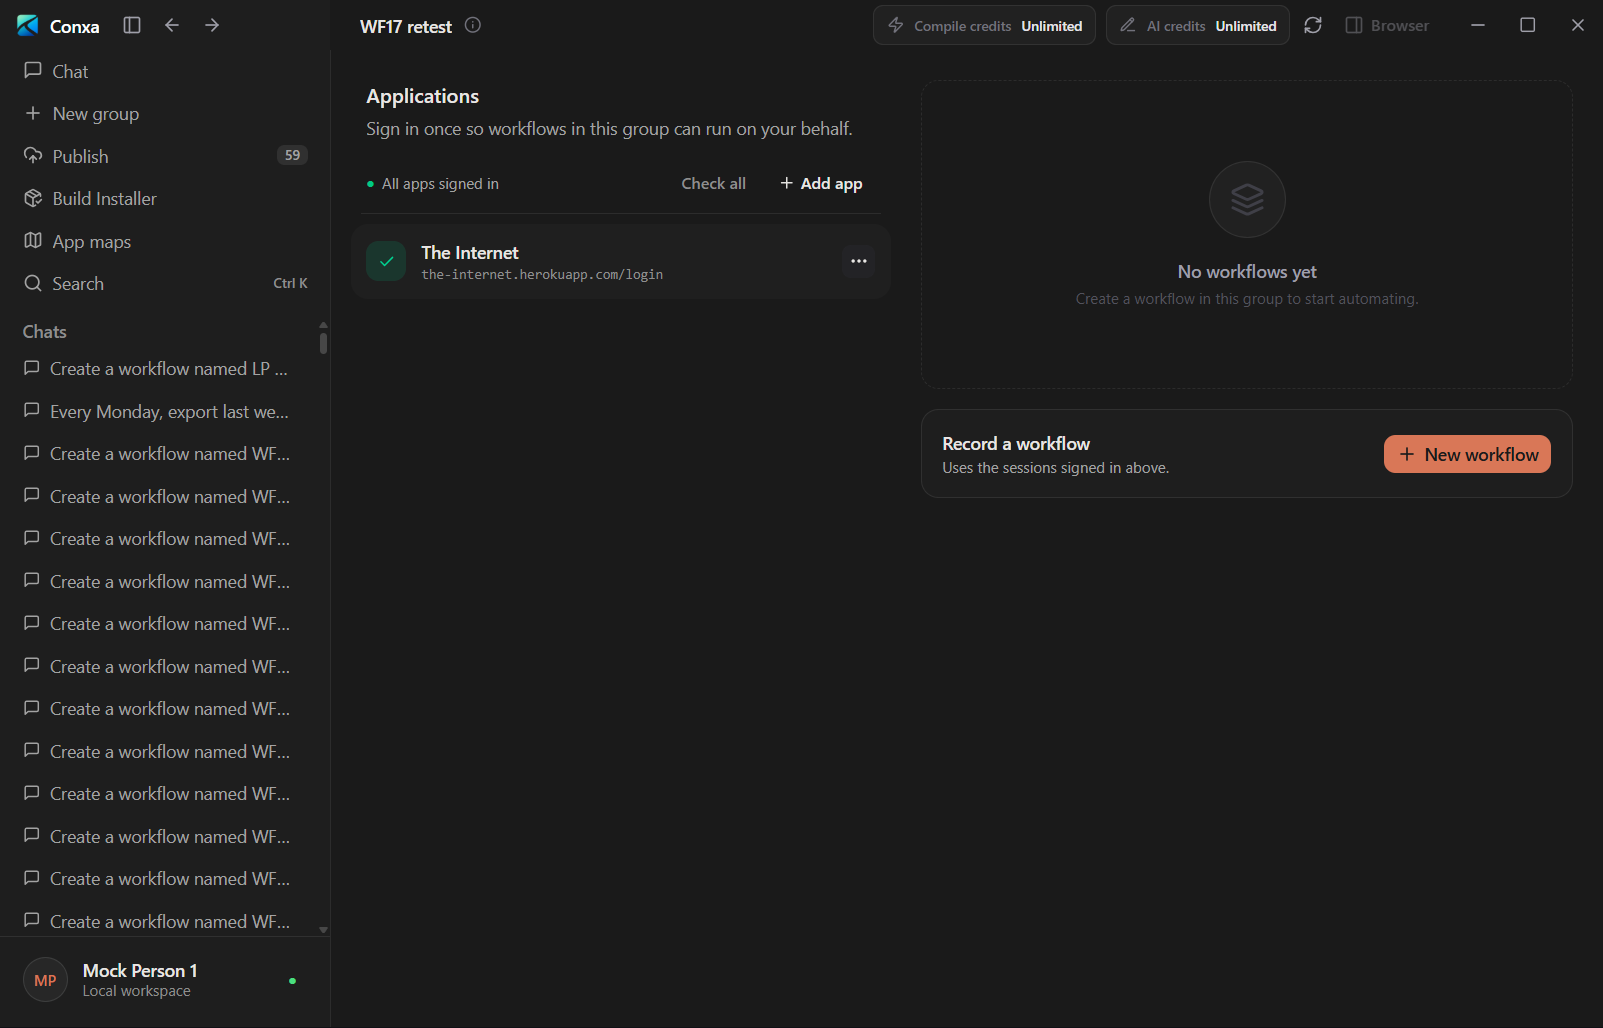 Conxa
WF17 retest
Compile credits Unlimited
AI credits Unlimited
Browser
Chat
New group
Publish 59
Build Installer
App maps
Search Ctrl K
Chats
Create a workflow named LP ...
Every Monday, export last we...
Create a workflow named WF...
Create a workflow named WF...
Create a workflow named WF...
Create a workflow named WF...
Create a workflow named WF...
Create a workflow named WF...
Create a workflow named WF...
Create a workflow named WF...
Create a workflow named WF...
Create a workflow named WF...
Create a workflow named WF...
Create a workflow named WF...
MP
Mock Person 1
Local workspace
Applications
Sign in once so workflows in this group can run on your behalf.
All apps signed in
Check all
Add app
The Internet
the-internet.herokuapp.com/login
No workflows yet
Create a workflow in this group to start automating.
Record a workflow
Uses the sessions signed in above.
New workflow